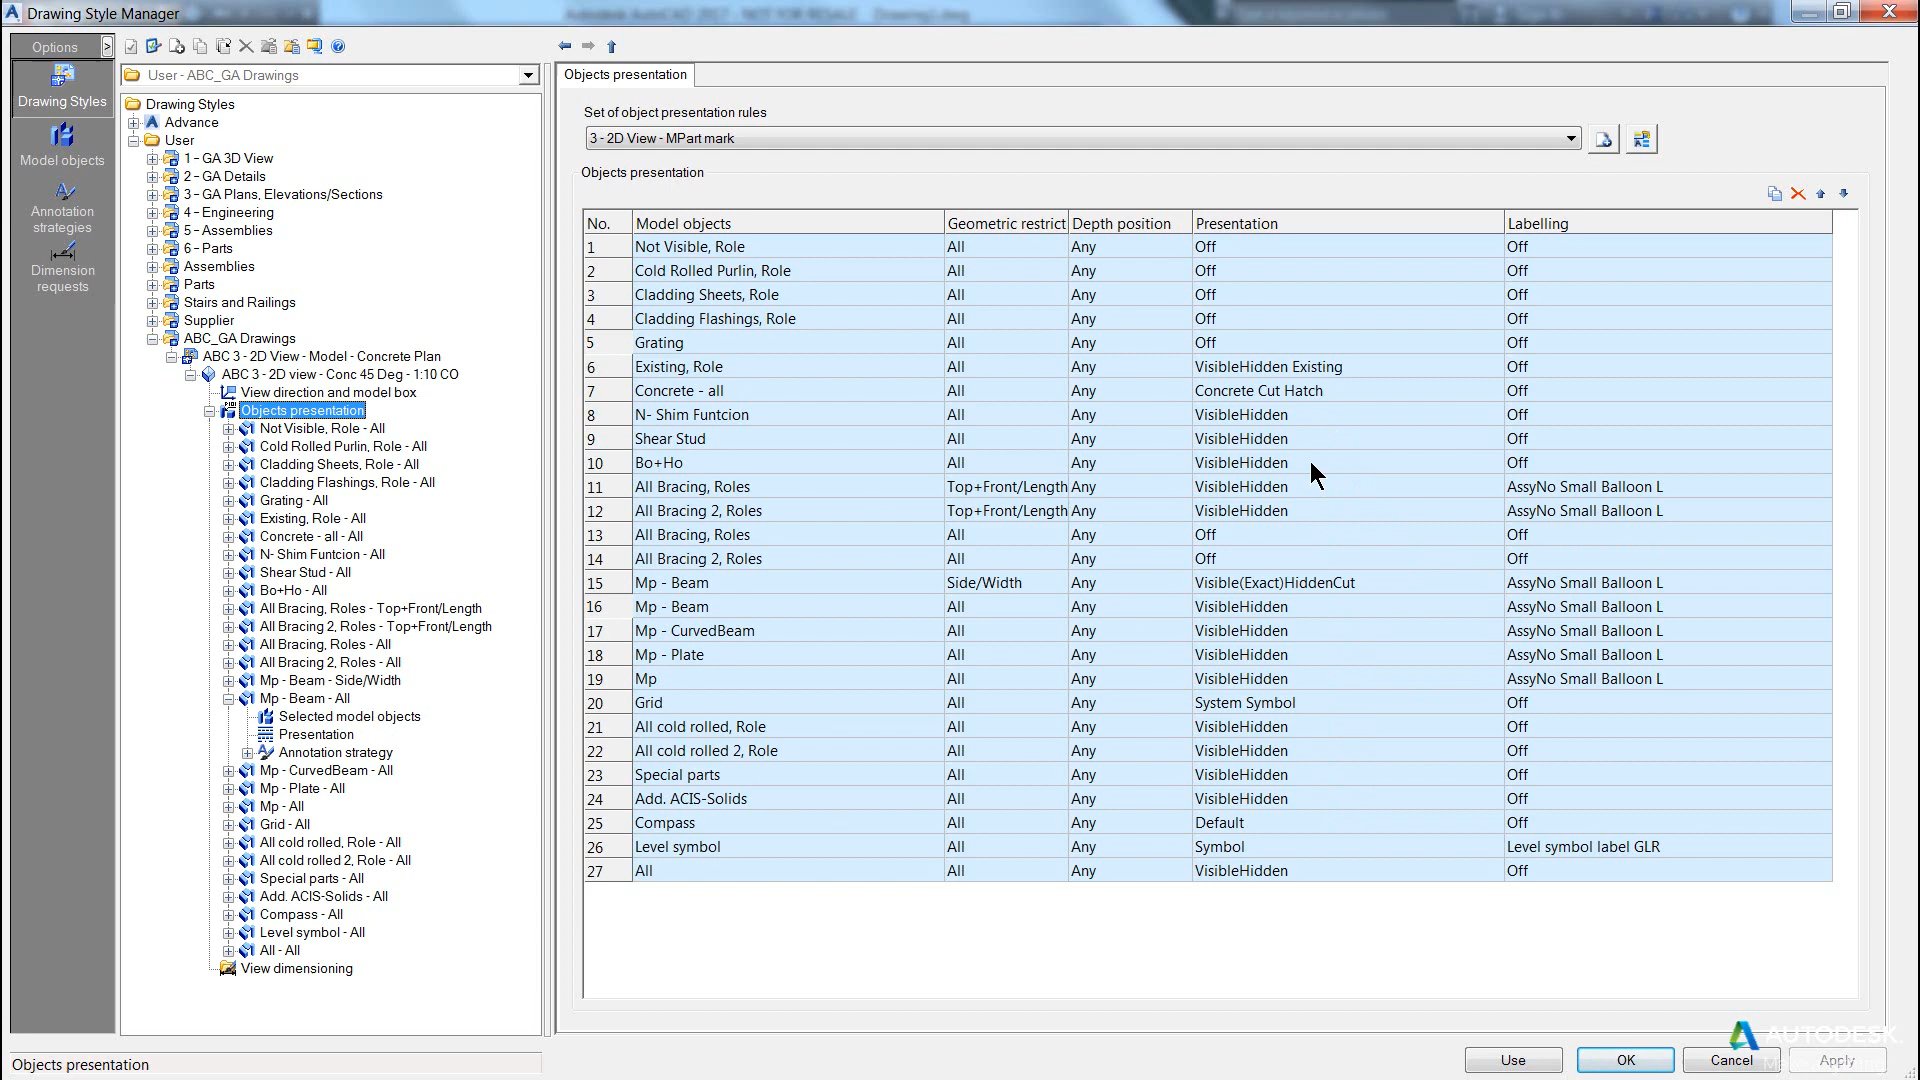 Drawing Style Manager
Options
>
Drawing Styles
Model objects
Annotation
strategies
Dimension
requests
User - ABC_GA Drawings
Drawing Styles
Advance
User
1 - GA 3D View
2 - GA Details
3 - GA Plans, Elevations/Sections
4 - Engineering
5 - Assemblies
6 - Parts
Assemblies
Parts
Stairs and Railings
Supplier
ABC_GA Drawings
ABC 3 - 2D View - Model - Concrete Plan
ABC 3 - 2D view - Conc 45 Deg - 1:10 CO
View direction and model box
Objects presentation
Not Visible, Role - All
Cold Rolled Purlin, Role - All
Cladding Sheets, Role - All
Cladding Flashings, Role - All
Grating - All
Existing, Role - All
Concrete - all - All
N- Shim Funtcion - All
Shear Stud - All
Bo+Ho - All
All Bracing, Roles - Top+Front/Length
All Bracing 2, Roles - Top+Front/Length
All Bracing, Roles - All
All Bracing 2, Roles - All
Mp - Beam - Side/Width
Mp - Beam - All
Selected model objects
Presentation
Annotation strategy
Mp - CurvedBeam - All
Mp - Plate - All
Mp - All
Grid - All
All cold rolled, Role - All
All cold rolled 2, Role - All
Special parts - All
Add. ACIS-Solids - All
Compass - All
Level symbol - All
All - All
View dimensioning
Objects presentation
Set of object presentation rules
3 - 2D View - MPart mark
Objects presentation
No. Model objects Geometric restrict Depth position Presentation Labelling
1 Not Visible, Role All Any Off Off
2 Cold Rolled Purlin, Role All Any Off Off
3 Cladding Sheets, Role All Any Off Off
4 Cladding Flashings, Role All Any Off Off
5 Grating All Any Off Off
6 Existing, Role All Any VisibleHidden Existing Off
7 Concrete - all All Any Concrete Cut Hatch Off
8 N- Shim Funtcion All Any VisibleHidden Off
9 Shear Stud All Any VisibleHidden Off
10 Bo+Ho All Any VisibleHidden Off
11 All Bracing, Roles Top+Front/Length Any VisibleHidden AssyNo Small Balloon L
12 All Bracing 2, Roles Top+Front/Length Any VisibleHidden AssyNo Small Balloon L
13 All Bracing, Roles All Any Off Off
14 All Bracing 2, Roles All Any Off Off
15 Mp - Beam Side/Width Any Visible(Exact)HiddenCut AssyNo Small Balloon L
16 Mp - Beam All Any VisibleHidden AssyNo Small Balloon L
17 Mp - CurvedBeam All Any VisibleHidden AssyNo Small Balloon L
18 Mp - Plate All Any VisibleHidden AssyNo Small Balloon L
19 Mp All Any VisibleHidden AssyNo Small Balloon L
20 Grid All Any System Symbol Off
21 All cold rolled, Role All Any VisibleHidden Off
22 All cold rolled 2, Role All Any VisibleHidden Off
23 Special parts All Any VisibleHidden Off
24 Add. ACIS-Solids All Any VisibleHidden Off
25 Compass All Any Default Off
26 Level symbol All Any Symbol Level symbol label GLR
27 All All Any VisibleHidden Off
AUTODESK
Use OK Cancel Apply
Objects presentation